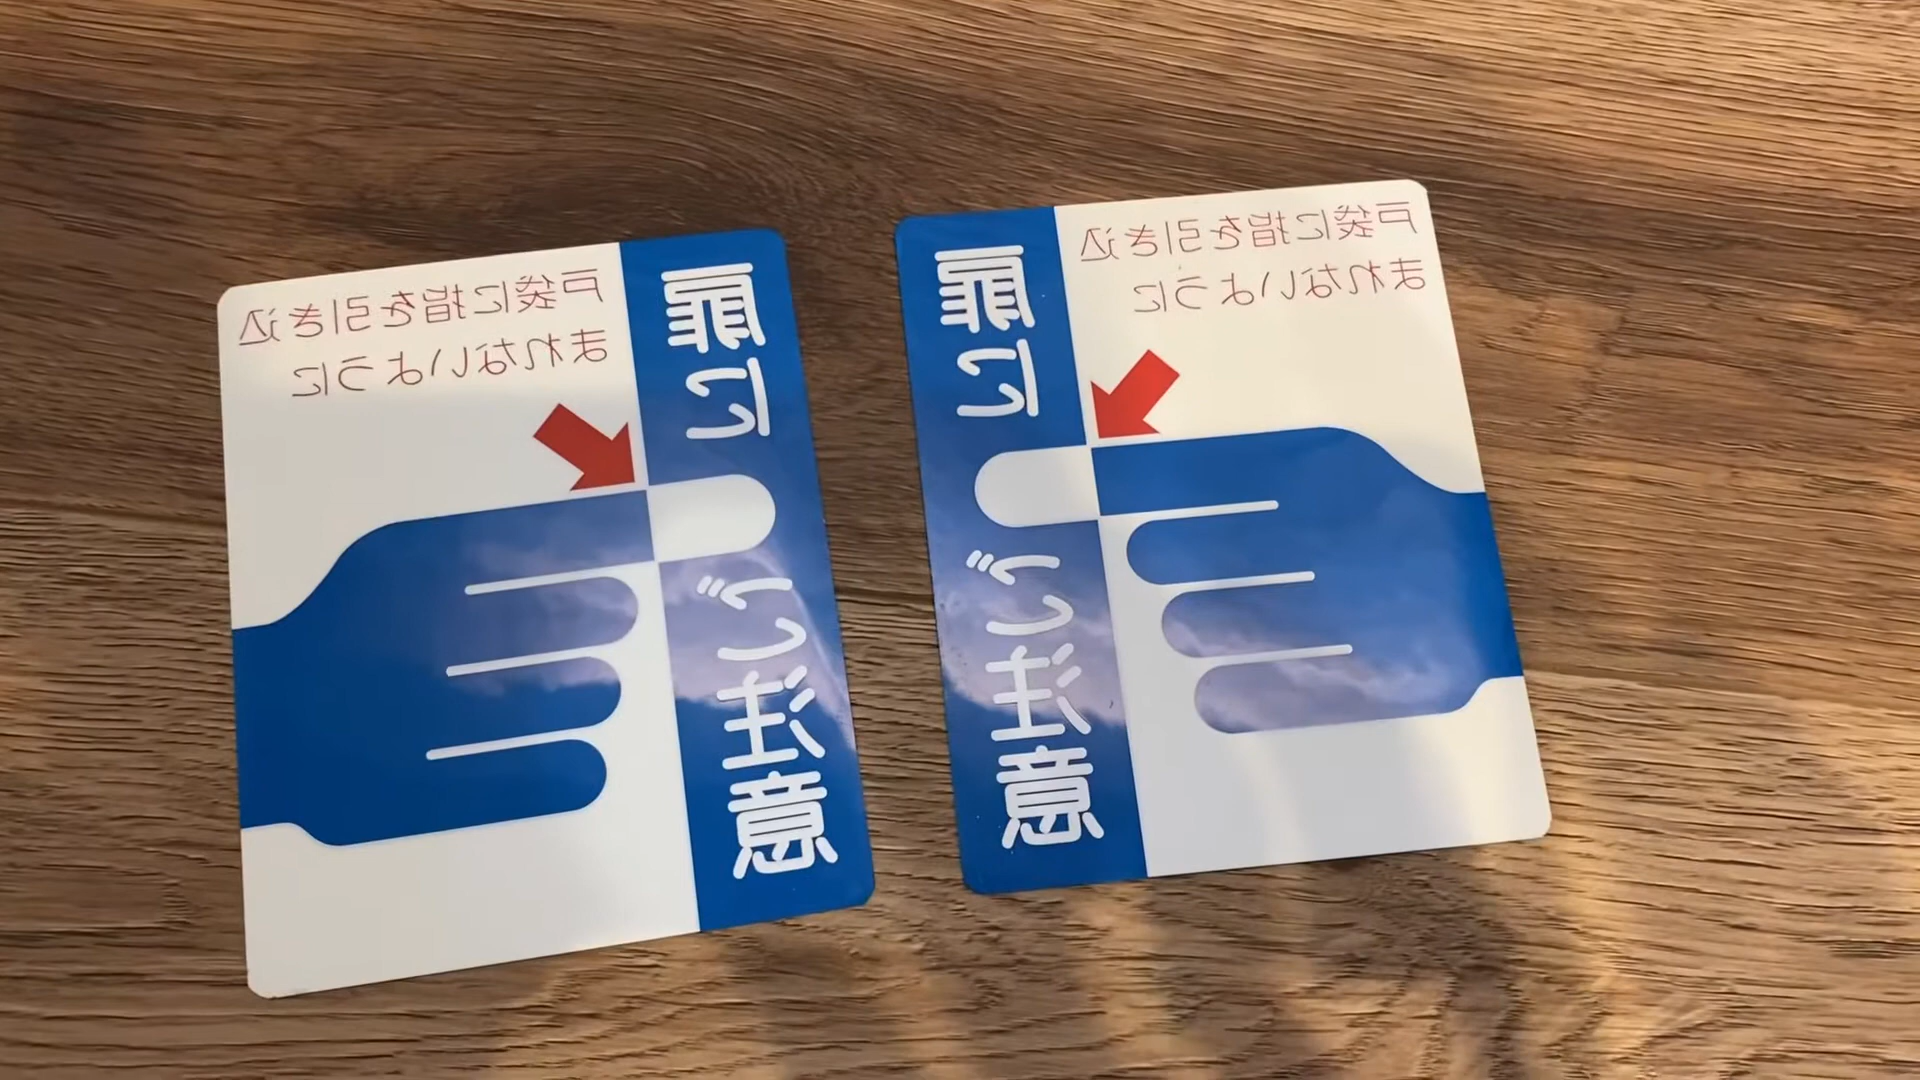 戸袋に指を引き込
まれないように
扉に
ご注意
戸袋に指を引き込
まれないように
扉に
ご注意